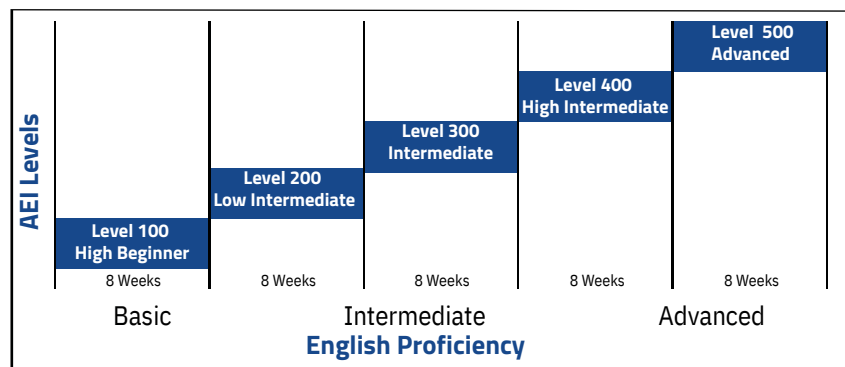 Level 500
Advanced
Level 400
High Intermediate
Level 300
Intermediate
Level 200
Low Intermediate
Level 100
High Beginner
AEI Levels
8 Weeks 8 Weeks 8 Weeks 8 Weeks 8 Weeks
Basic Intermediate Advanced
English Proficiency